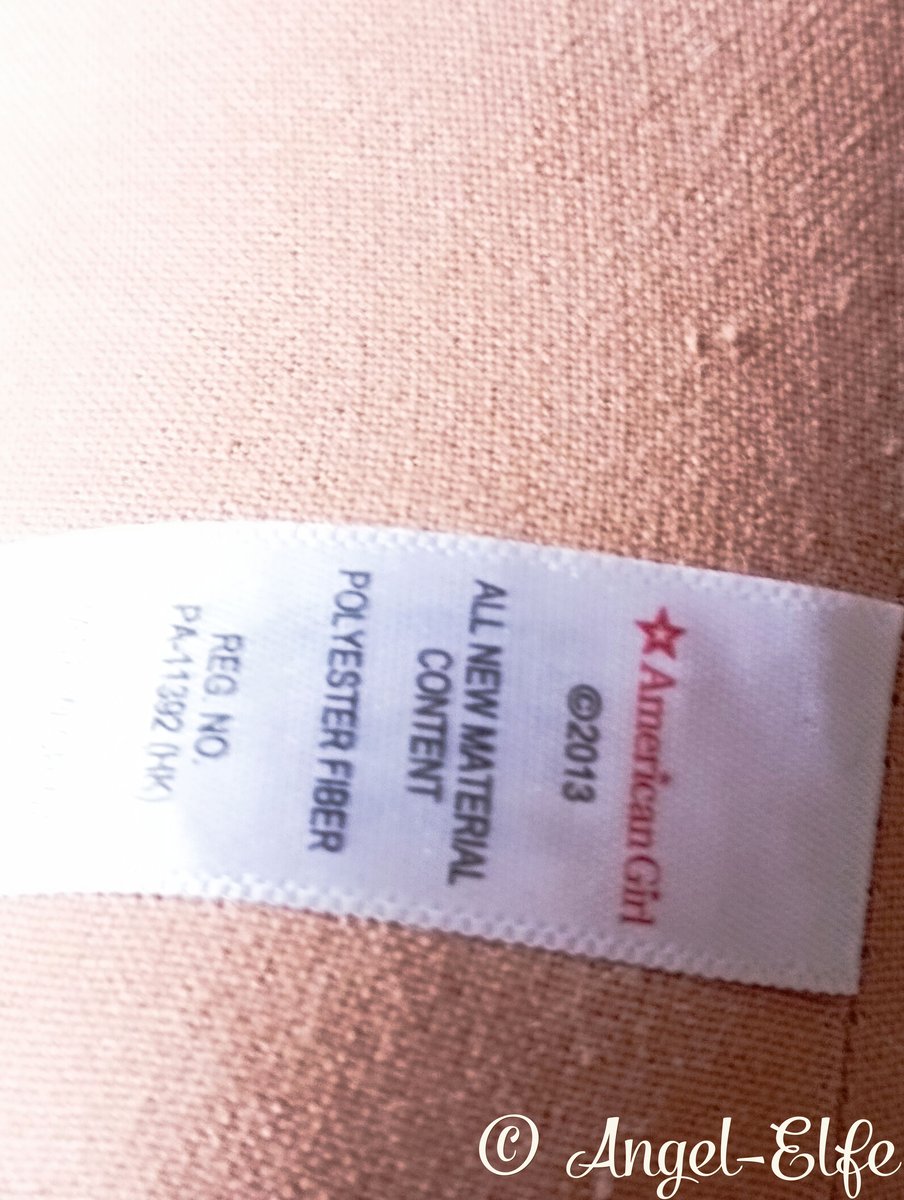 ☆ American Girl
©2013
ALL NEW MATERIAL
CONTENT
POLYESTER FIBER
REG. NO.
PA-11392 (HK)
© Angel-Elfe